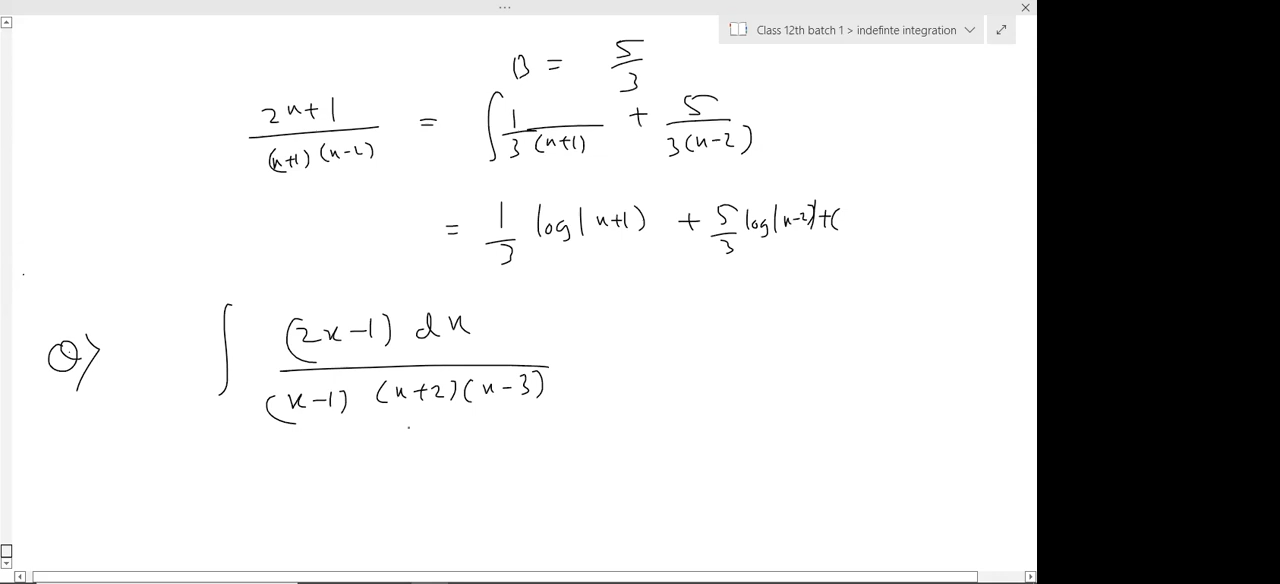 Class 12th batch 1 > indefinte integration
B = 5/3
2x+1/(x+1)(x-2) = ∫ 1/3(x+1) + 5/3(x-2)
= 1/3 log|x+1) + 5/3 log|x-2|+C
Q> ∫ (2x-1) dx/(x-1) (x+2)(x-3)